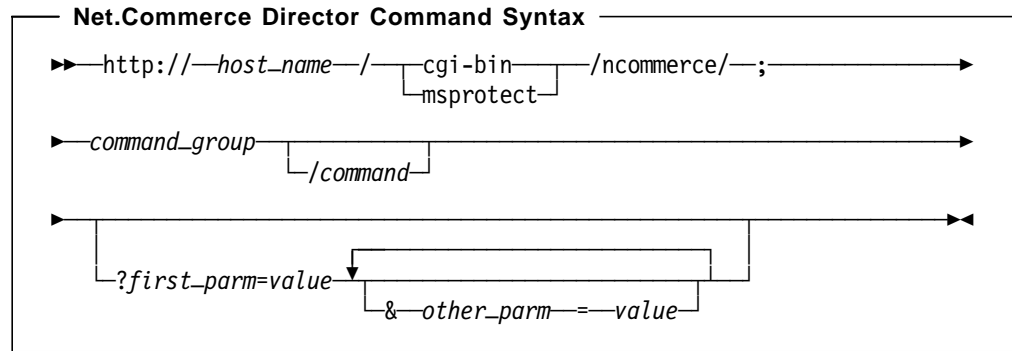 Net.Commerce Director Command Syntax
http:// host_name / cgi-bin /ncommerce/ ;
msprotect
command_group
/command
?first_parm=value
& other_parm = value